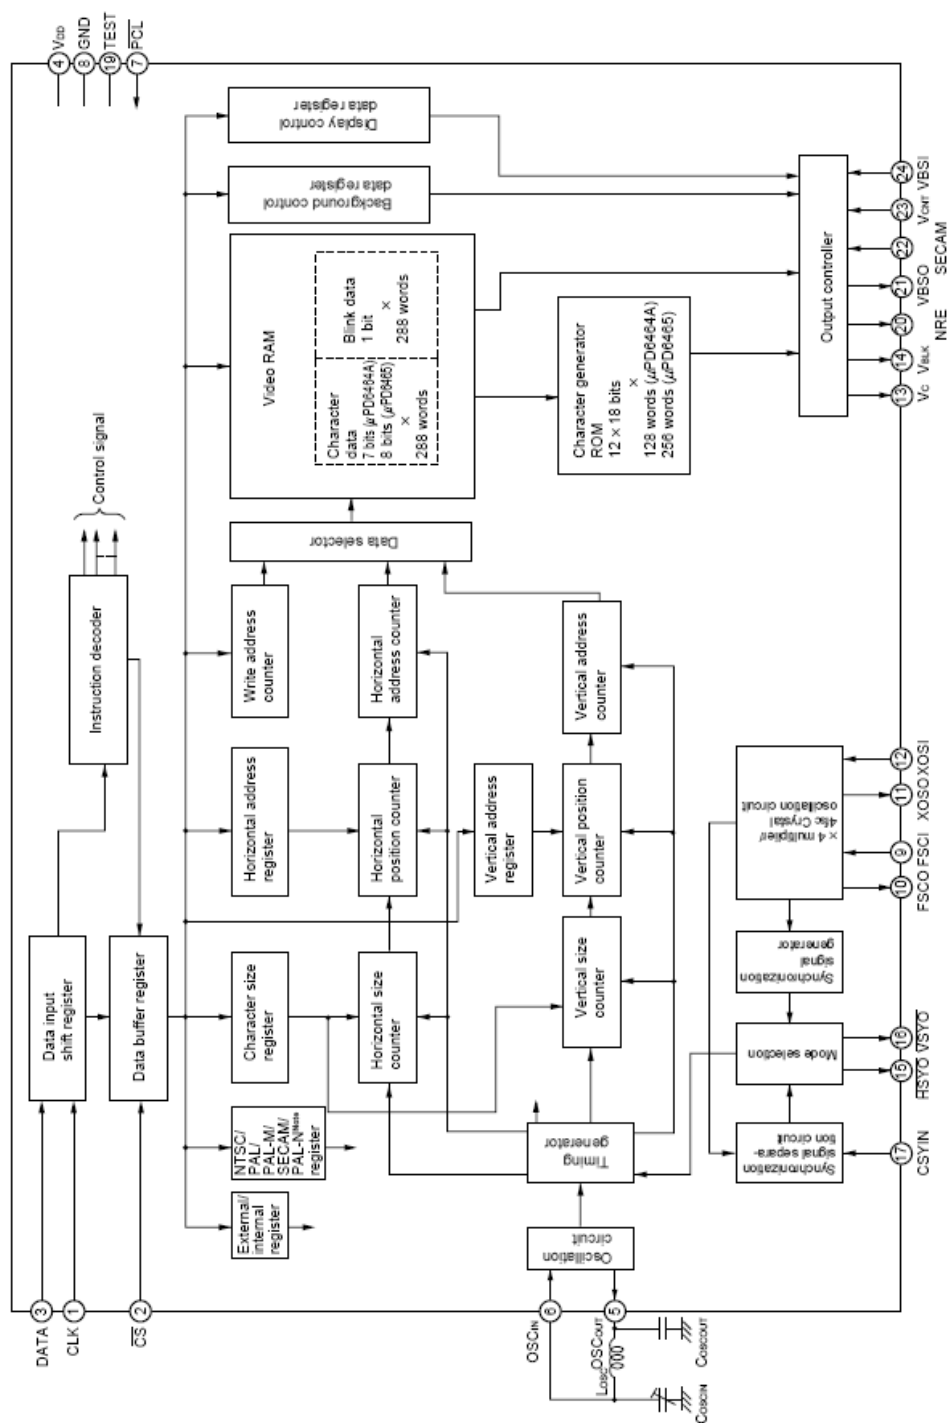 4 VDD
8 GND
19 TEST
7 PCL
Display control
data register
Background control
data register
Video RAM
Character
data
7 bits (μPD6464A)
8 bits (μPD6465)
×
288 words
Blink data
1 bit
×
288 words
Character generator
ROM
12 × 18 bits
×
128 words (μPD6464A)
256 words (μPD6465)
Output controller
24 VBSI
23 VCNT
22 SECAM
21 VBSO
20 NRE
14 VBLK
13 VC
Control signal
Instruction decoder
Data selector
Write address
counter
Horizontal
address counter
Vertical address
counter
Horizontal address
register
Horizontal
position counter
Vertical address
register
Vertical position
counter
Data input
shift register
Data buffer register
Character size
register
Horizontal size
counter
Vertical size
counter
× 4 multiplier/
4fsc Crystal
oscillation circuit
12 XOSI
11 XOSO
9 FSCI
10 FSCO
Synchronization
signal
generator
Mode selection
16 VSYO
15 RSYO
Synchronization
signal separa-
tion circuit
17 CSYIN
NTSC/
PAL/
PAL-M/
SECAM/
PAL-N Note
register
External/
internal
register
Timing
generator
Oscillation
circuit
DATA 3
CLK 1
CS 2
OSCIN 6
OSCOUT 5
LOSC
COSCOUT
COSCIN